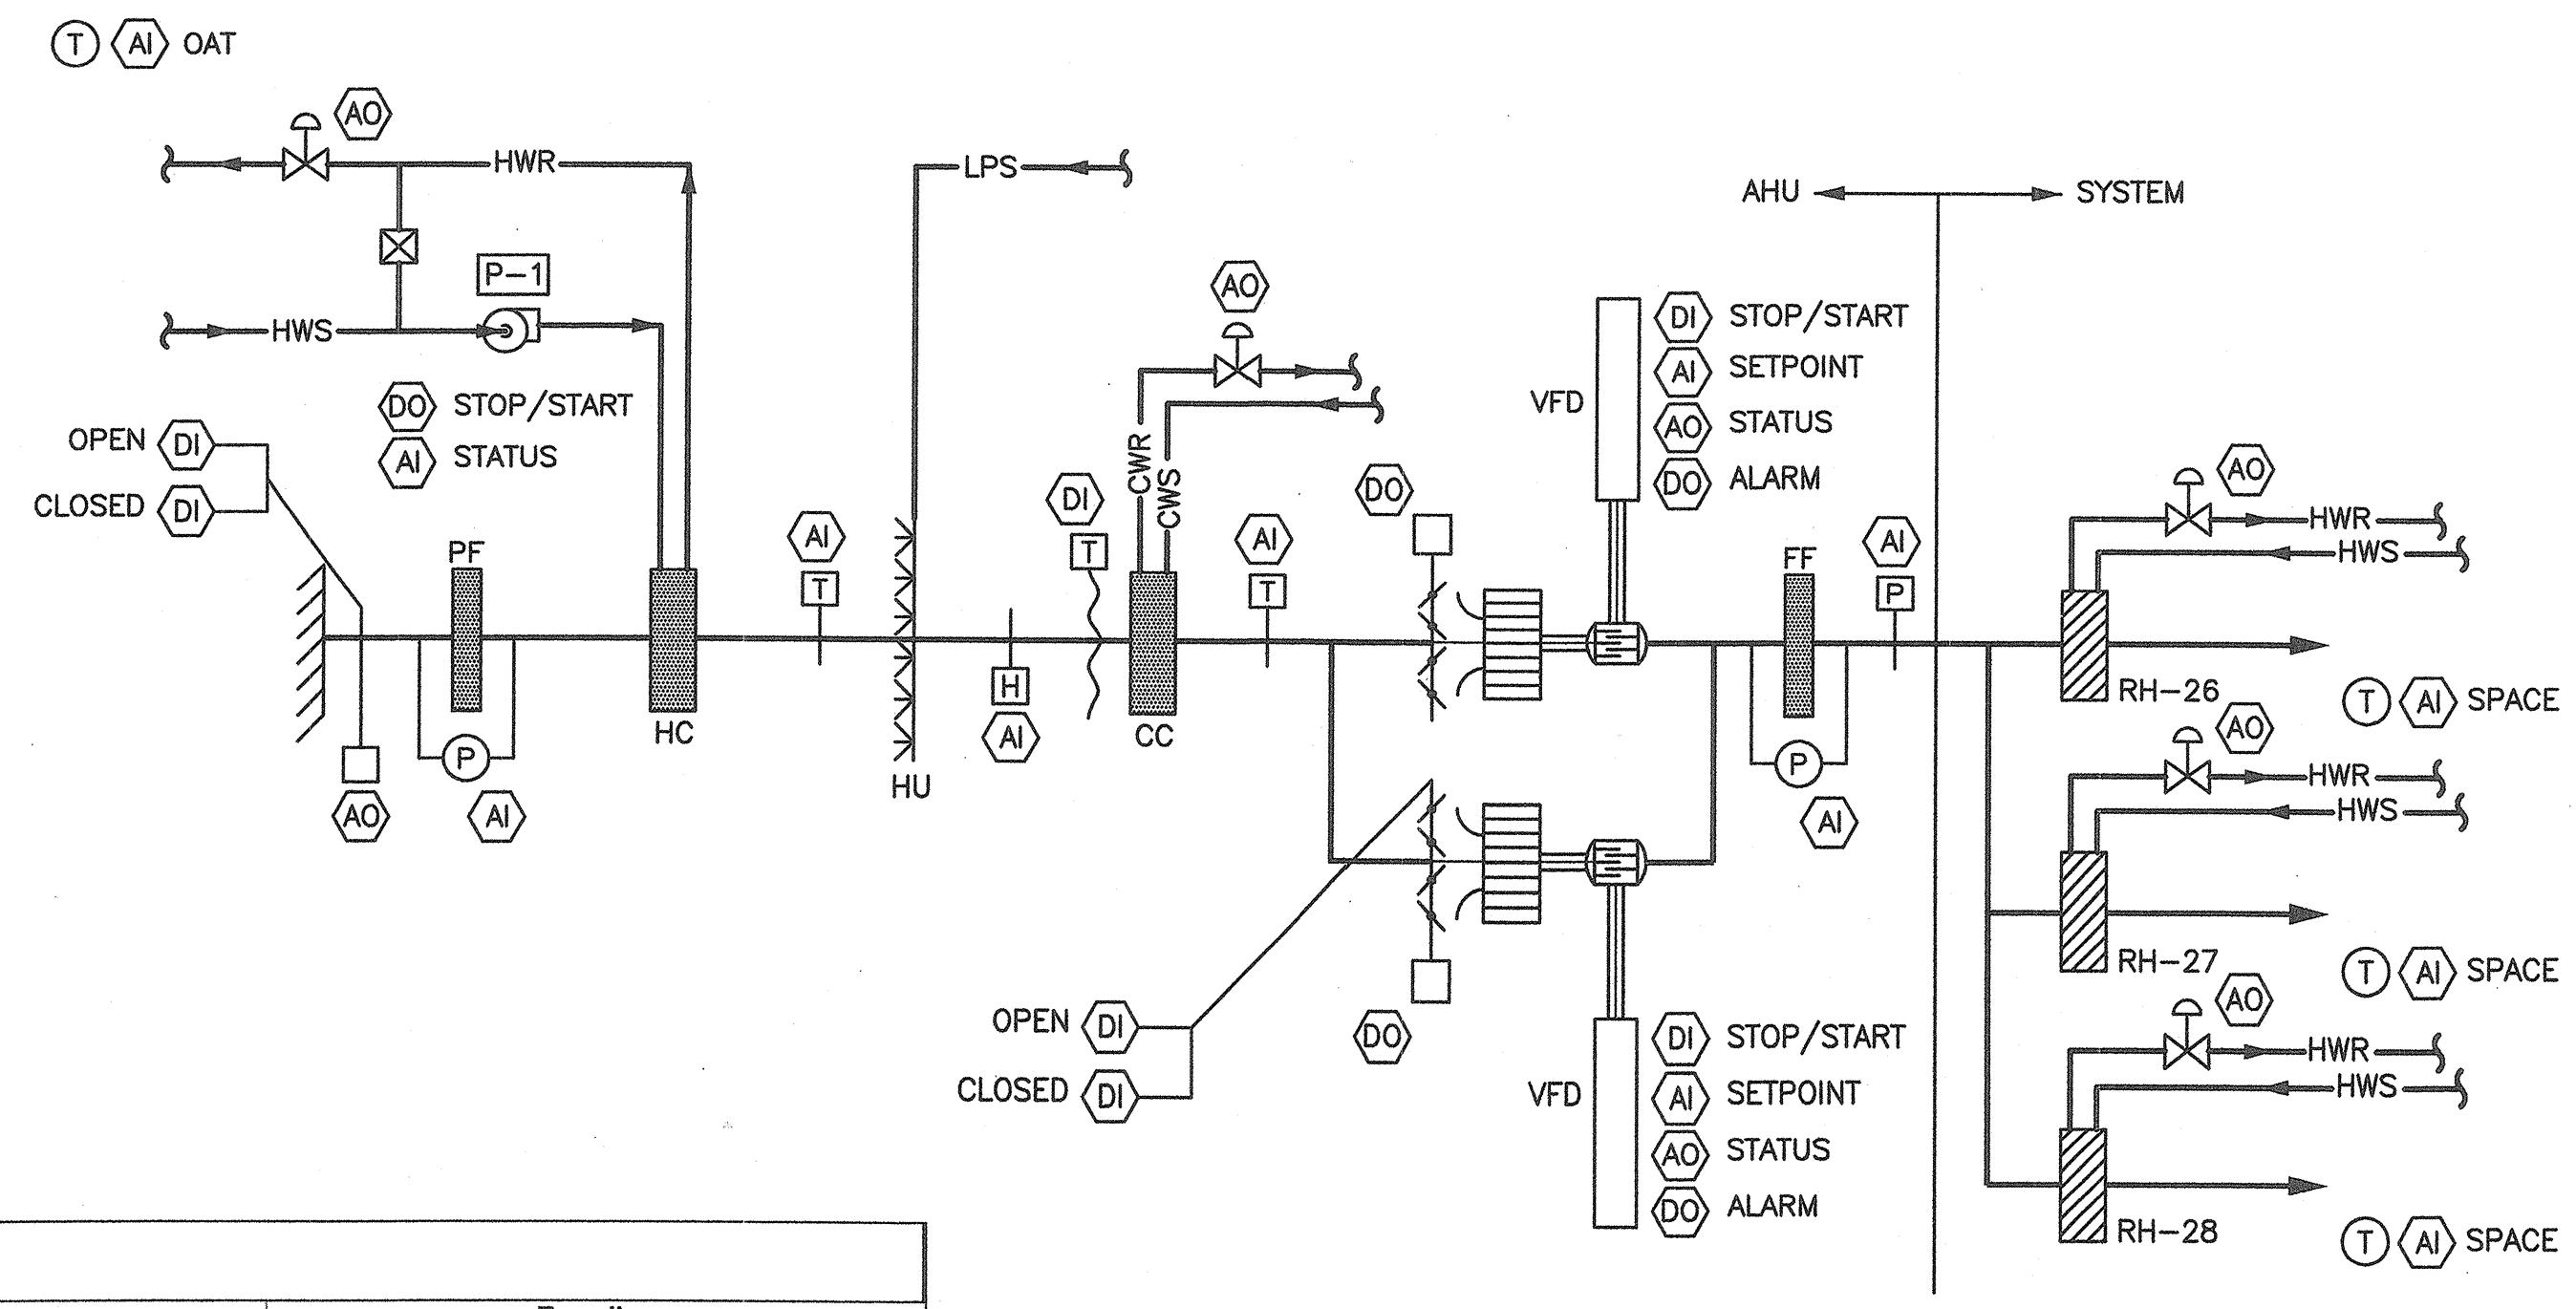 T AI OAT
AO
HWR
LPS
AHU
SYSTEM
P-1
HWS
AO
DO STOP/START
AI STATUS
OPEN DI
CLOSED DI
CWR
CWS
VFD
DI STOP/START
AI SETPOINT
AO STATUS
DO ALARM
PF
AO
P
AI
HC
AI
T
HU
H
AI
DI
T
CC
AI
T
DO
FF
P
AI
AI
P
AO
HWR
HWS
RH-26
T AI SPACE
AO
HWR
HWS
RH-27
T AI SPACE
AO
HWR
HWS
RH-28
T AI SPACE
OPEN DI
CLOSED DI
DO
VFD
DI STOP/START
AI SETPOINT
AO STATUS
DO ALARM